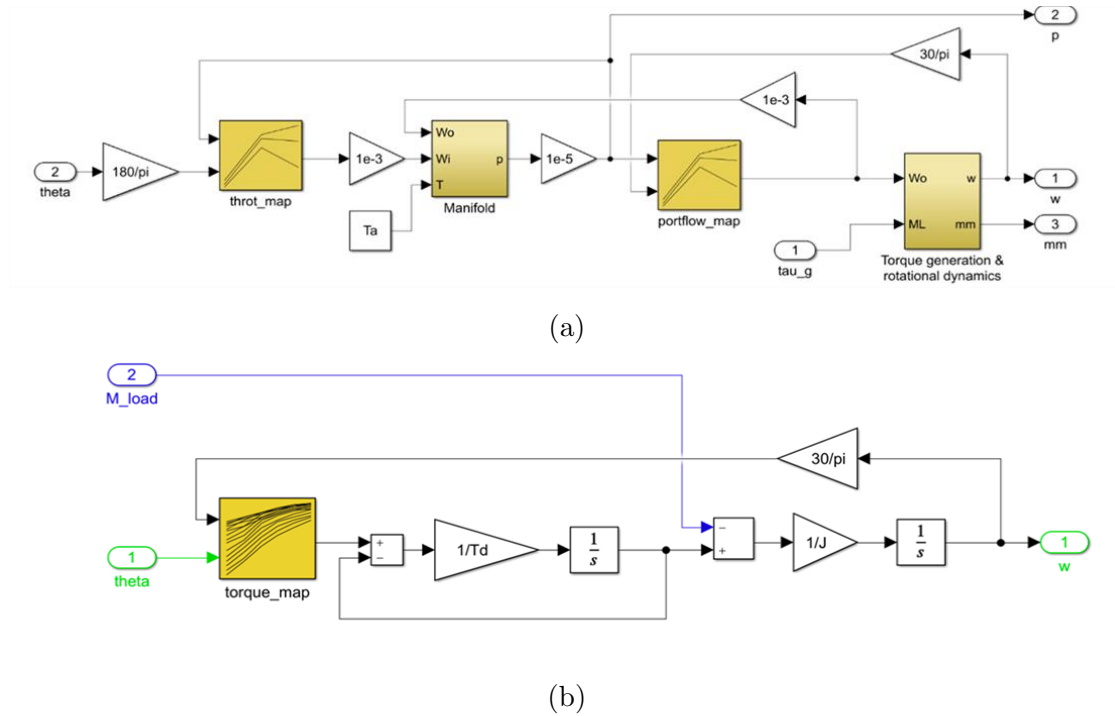 2
p
30/pi
1e-3
2
theta
180/pi
throt_map
1e-3
Wo
Wi
T
p
Manifold
Ta
1e-5
portflow_map
Wo
ML
w
mm
Torque generation &
rotational dynamics
1
tau_g
1
w
3
mm
(a)
2
M_load
30/pi
1
theta
torque_map
+
−
1/Td
1
s
−
+
1/J
1
s
1
w
(b)